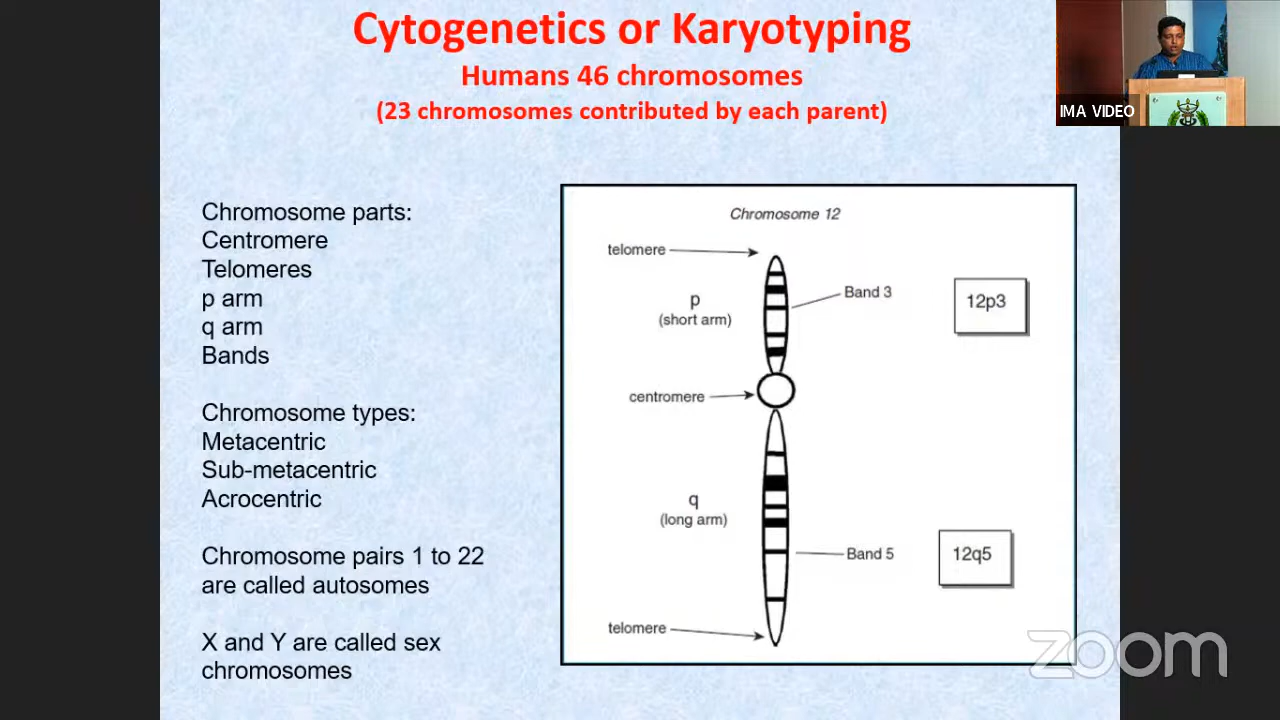 Cytogenetics or Karyotyping
Humans 46 chromosomes
(23 chromosomes contributed by each parent)
IMA VIDEO
Chromosome parts:
Centromere
Telomeres
p arm
q arm
Bands
Chromosome types:
Metacentric
Sub-metacentric
Acrocentric
Chromosome pairs 1 to 22
are called autosomes
X and Y are called sex
chromosomes
Chromosome 12
telomere
Band 3
12p3
p
(short arm)
centromere
q
(long arm)
Band 5
12q5
telomere
zoom